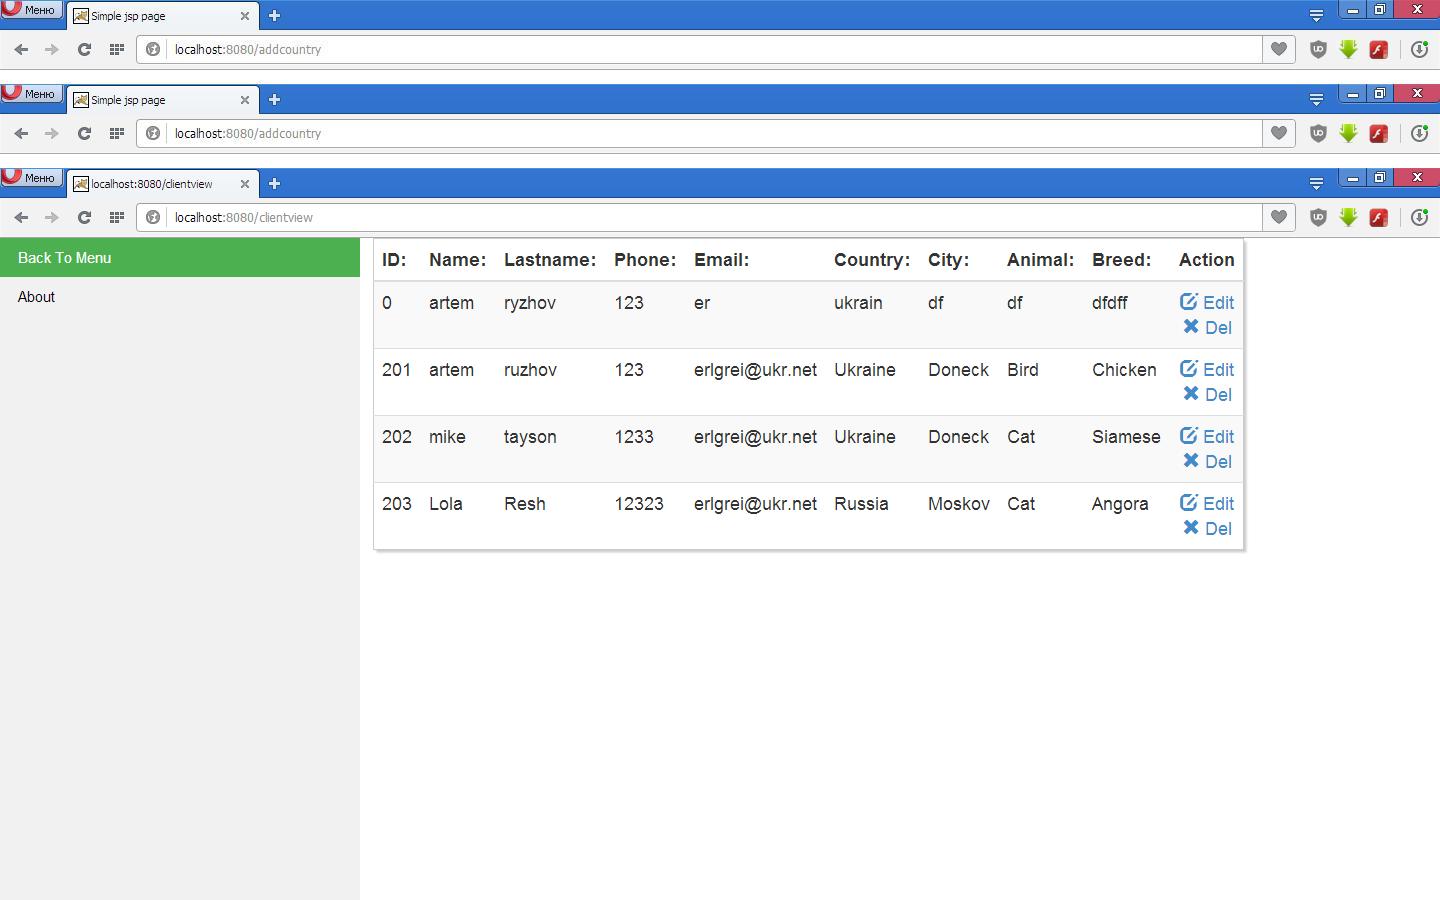 Меню Simple jsp page
localhost:8080/addcountry
Меню Simple jsp page
localhost:8080/addcountry
Меню localhost:8080/clientview
localhost:8080/clientview
Back To Menu
About
ID: Name: Lastname: Phone: Email: Country: City: Animal: Breed: Action
0 artem ryzhov 123 er ukrain df df dfdff Edit
Del
201 artem ruzhov 123 erlgrei@ukr.net Ukraine Doneck Bird Chicken Edit
Del
202 mike tayson 1233 erlgrei@ukr.net Ukraine Doneck Cat Siamese Edit
Del
203 Lola Resh 12323 erlgrei@ukr.net Russia Moskov Cat Angora Edit
Del